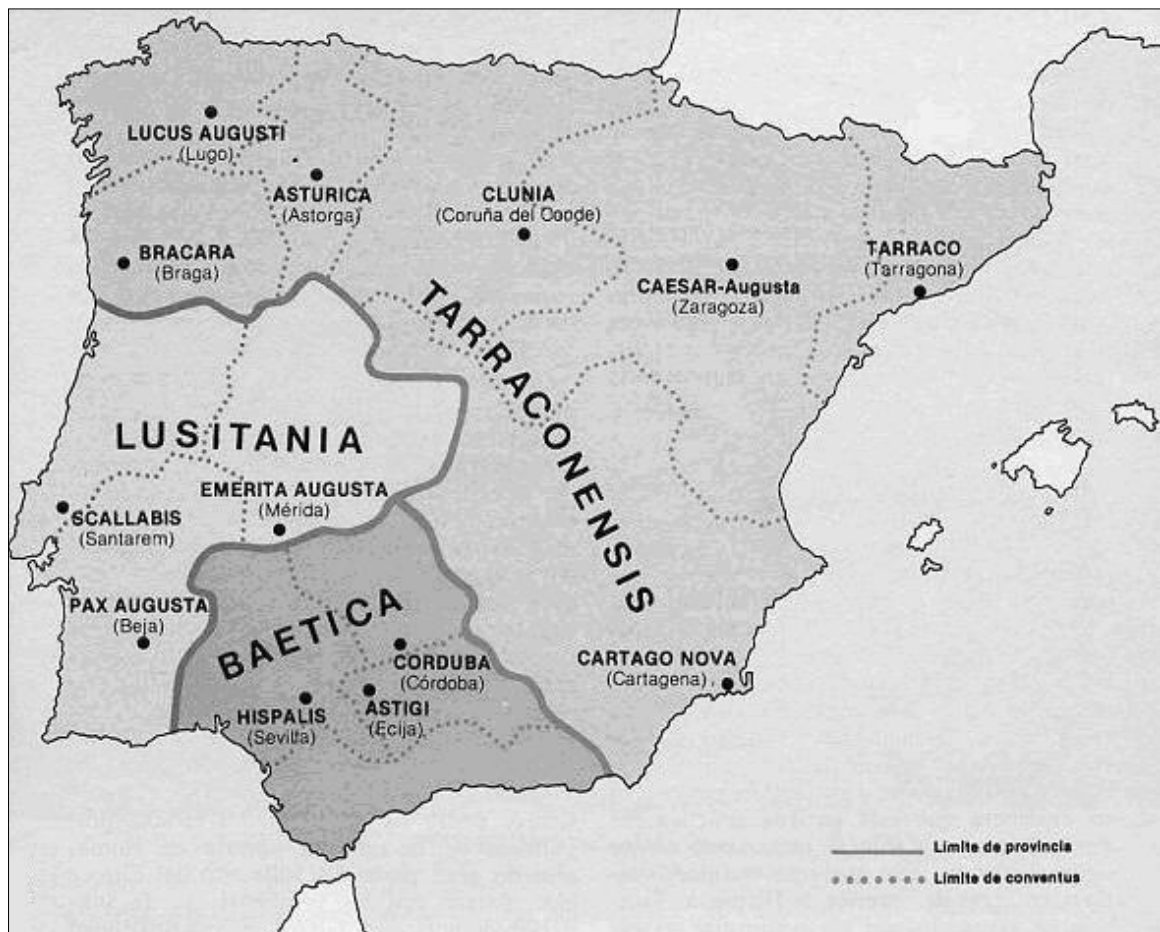 LUCUS AUGUSTI
(Lugo)
ASTURICA
(Astorga)
CLUNIA
(Coruña del Conde)
BRACARA
(Braga)
TARRACO
(Tarragona)
CAESAR-Augusta
(Zaragoza)
TARRACONENSIS
LUSITANIA
EMERITA AUGUSTA
(Mérida)
SCALLABIS
(Santarem)
PAX AUGUSTA
(Beja)
BAETICA
CORDUBA
(Córdoba)
CARTAGO NOVA
(Cartagena)
HISPALIS
(Sevilla)
ASTIGI
(Ecija)
Límite de provincia
Límite de conventus